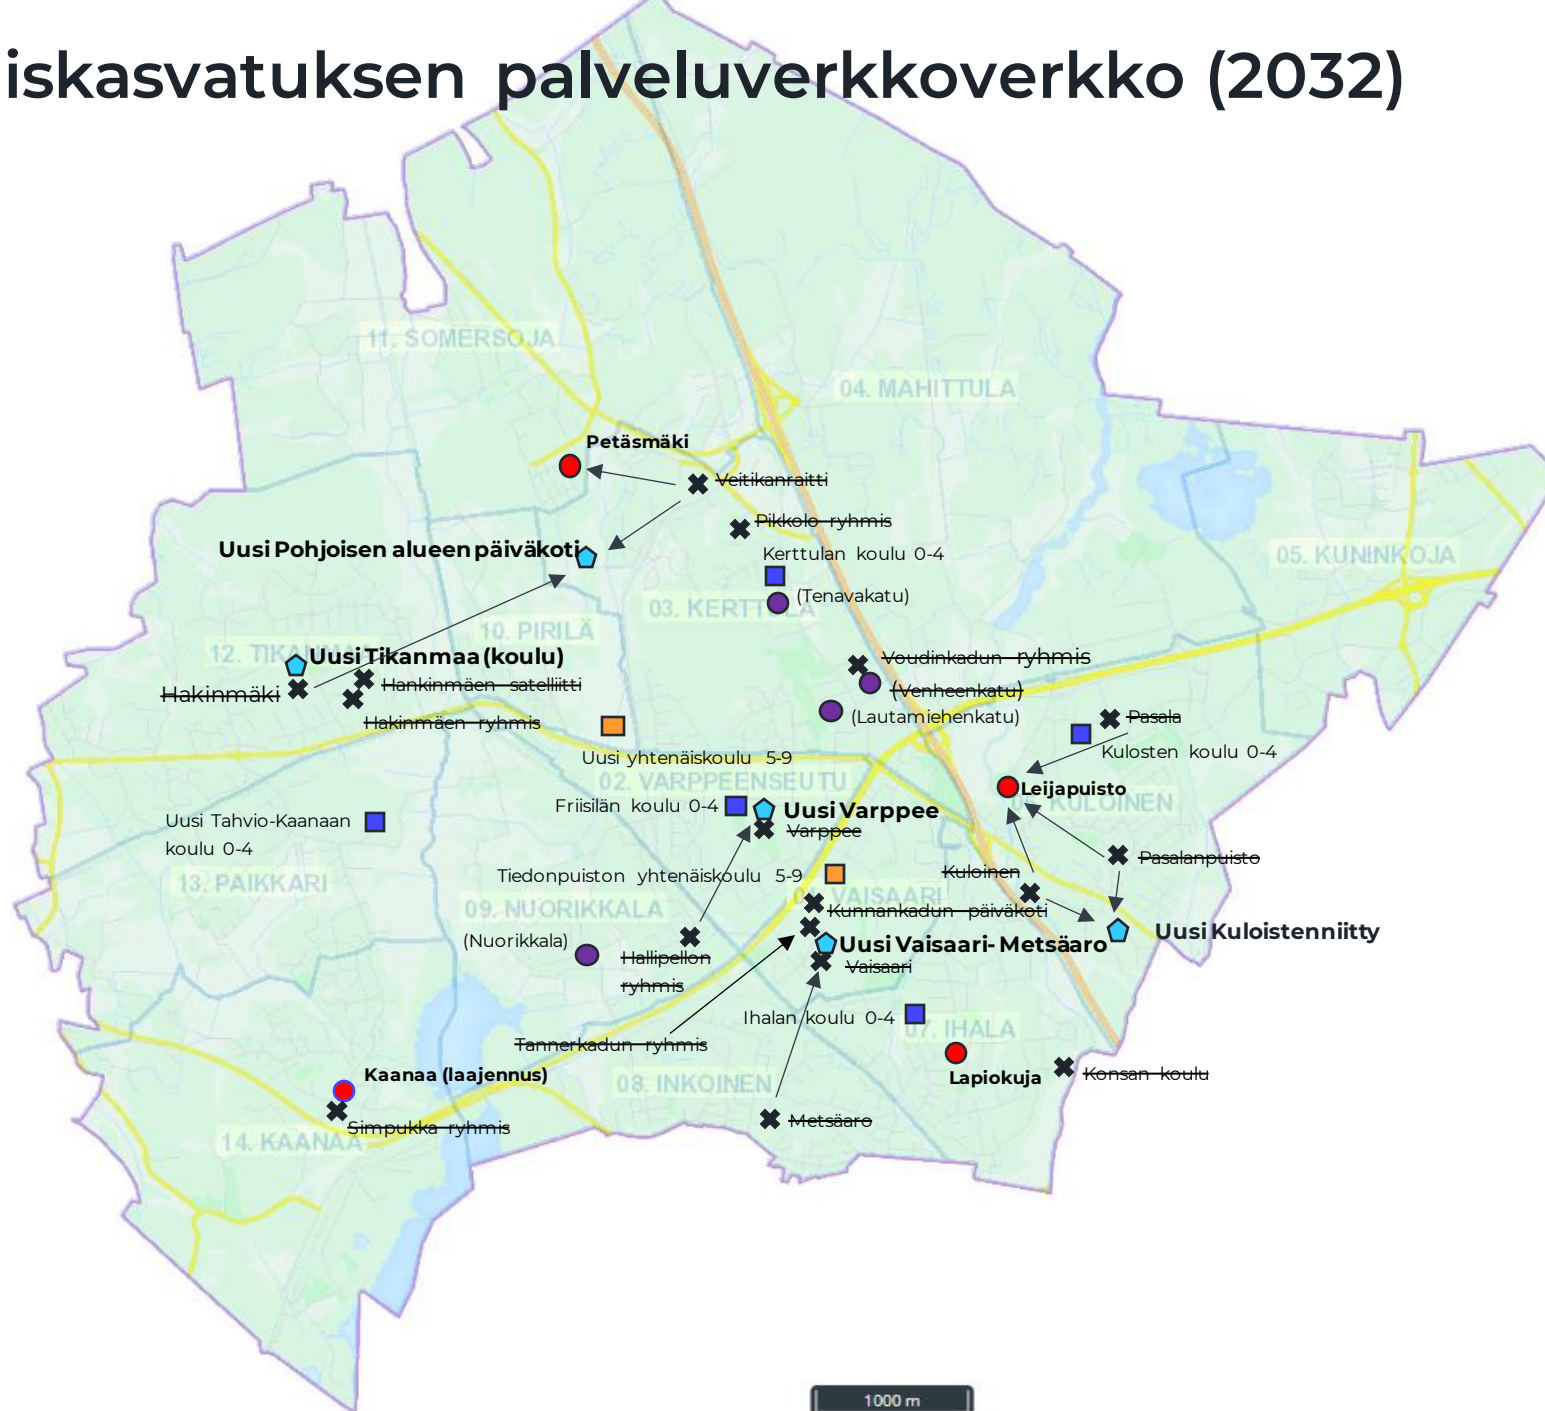 iskasvatuksen palveluverkkoverkko (2032)
11. SOMERSOJA
04. MAHITTULA
Petäsmäki
Veitikanraitti
Pikkolo ryhmis
Uusi Pohjoisen alueen päiväkoti
Kerttulan koulu 0-4
05. KUNINKOJA
(Tenavakatu)
03. KERTTULA
10. PIRILÄ
12. TIKANMAA
Uusi Tikanmaa (koulu)
Voudinkadun ryhmis
Hakinmäki
Hankinmäen satelliitti
(Venheenkatu)
Hakinmäen ryhmis
(Lautamiehenkatu)
Pasala
Kulosten koulu 0-4
Uusi yhtenäiskoulu 5-9
02. VARPPEENSEUTU
Leijapuisto
KULOINEN
Friisilän koulu 0-4
Uusi Varppee
Varppee
Uusi Tahvio-Kaanaan
koulu 0-4
Pasalanpuisto
Tiedonpuiston yhtenäiskoulu 5-9
Kuloinen
13. PAIKKARI
VAISAARI
09. NUORIKKALA
Kunnankadun päiväkoti
Uusi Kuloistenniitty
(Nuorikkala)
Uusi Vaisaari- Metsäaro
Hallipellon
ryhmis
Vaisaari
Ihalan koulu 0-4
07. IHALA
Tannerkadun ryhmis
Kaanaa (laajennus)
Lapiokuja
Konsan koulu
08. INKOINEN
Metsäaro
Simpukka ryhmis
14. KAANAA
1000 m